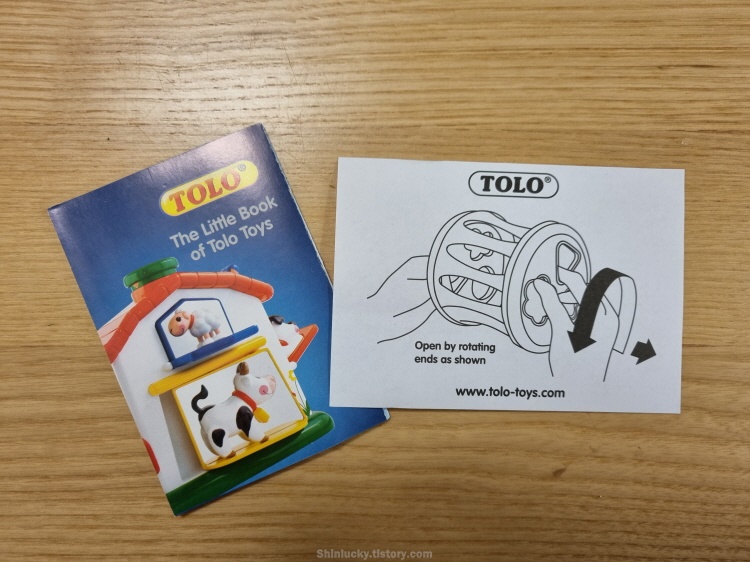 TOLO®
The Little Book
of Tolo Toys
TOLO®
Open by rotating
ends as shown
www.tolo-toys.com
Shinlucky.tistory.com